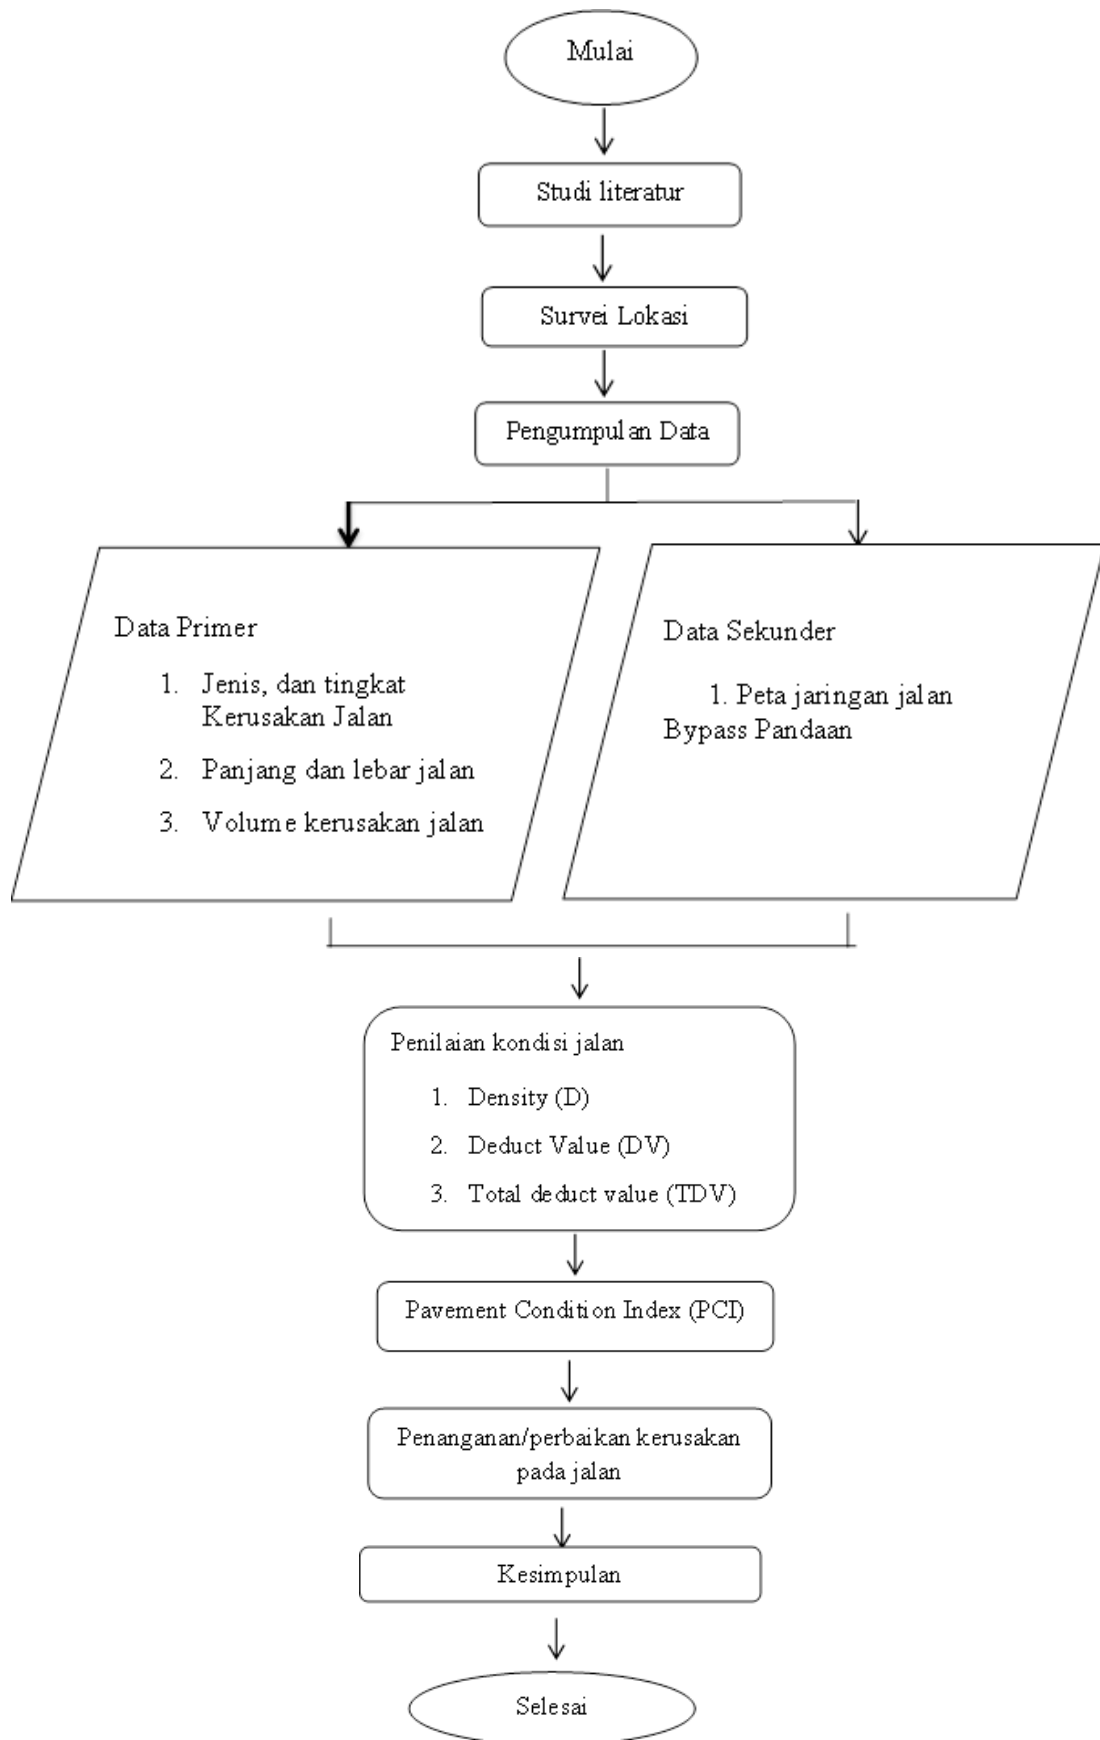 Mulai
Studi literatur
Survei Lokasi
Pengumpulan Data
Data Primer
1. Jenis, dan tingkat
Kerusakan Jalan
2. Panjang dan lebar jalan
3. Volume kerusakan jalan
Data Sekunder
1. Peta jaringan jalan
Bypass Pandaan
Penilaian kondisi jalan
1. Density (D)
2. Deduct Value (DV)
3. Total deduct value (TDV)
Pavement Condition Index (PCI)
Penanganan/perbaikan kerusakan
pada jalan
Kesimpulan
Selesai